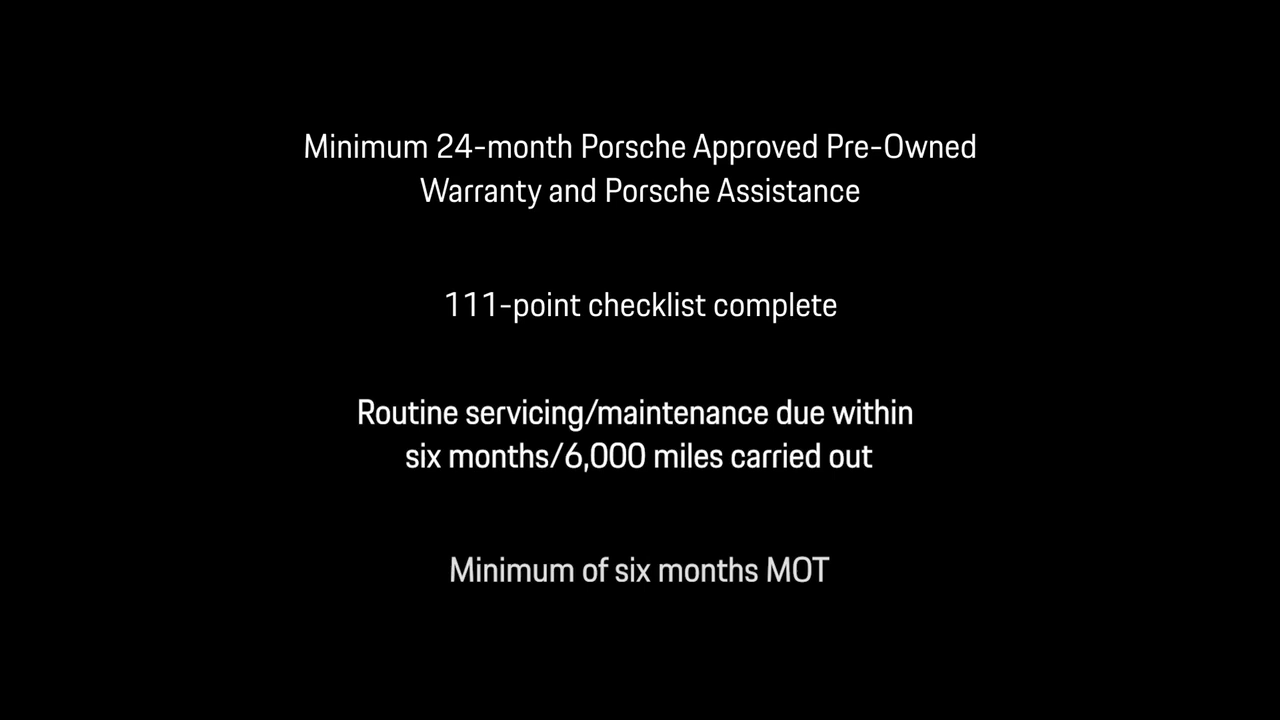 Minimum 24-month Porsche Approved Pre-Owned
Warranty and Porsche Assistance
111-point checklist complete
Routine servicing/maintenance due within
six months/6,000 miles carried out
Minimum of six months MOT